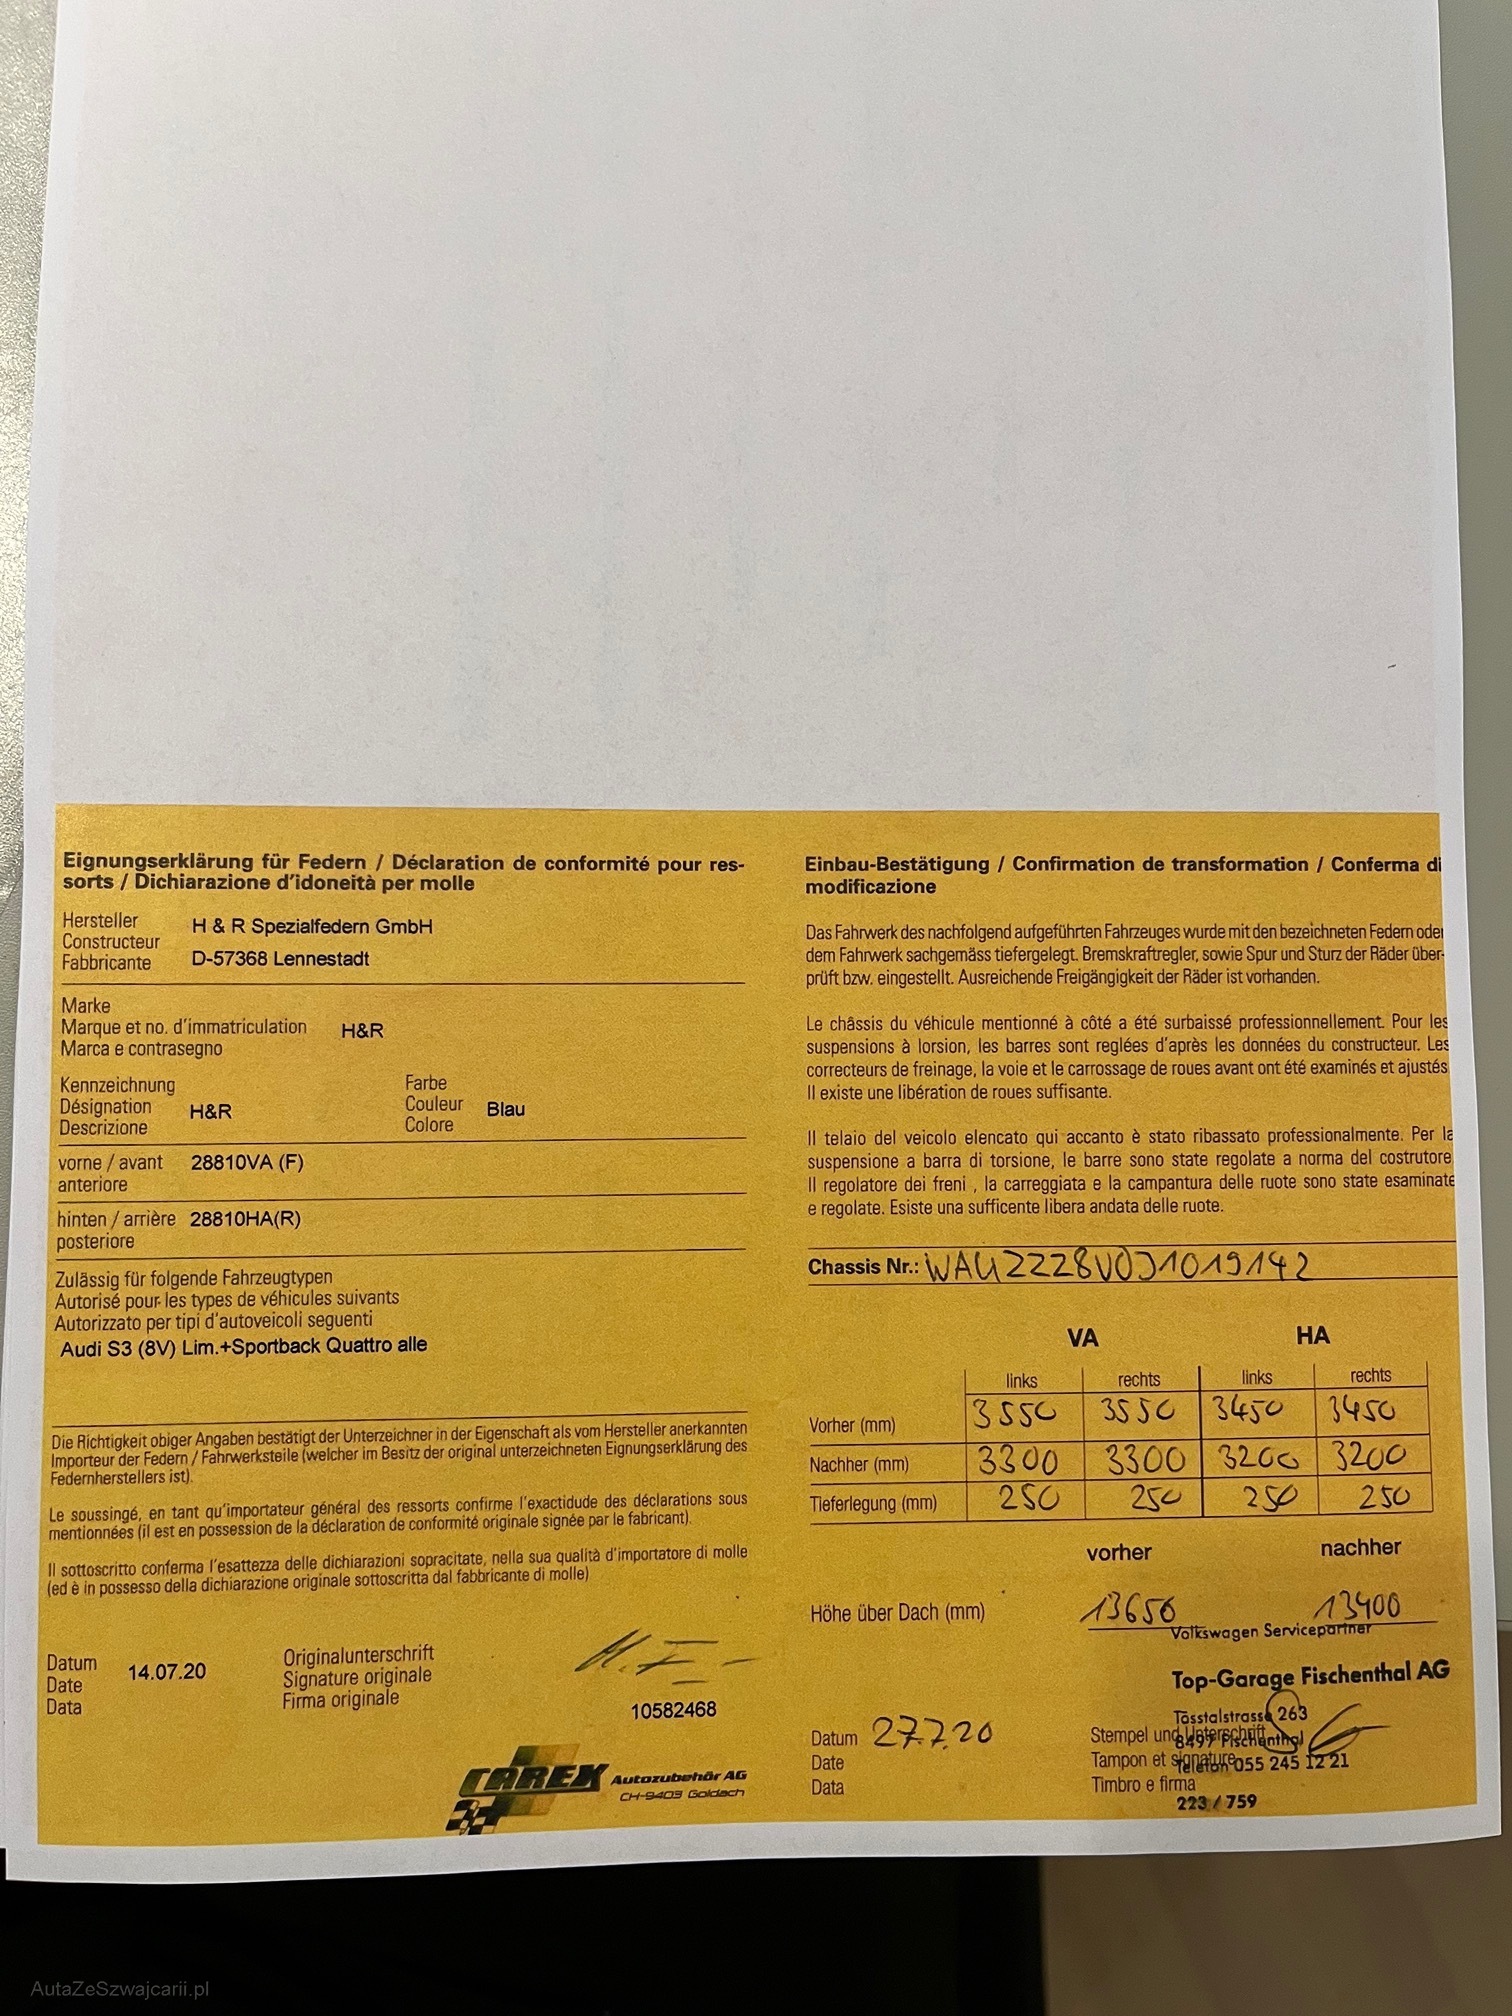 Eignungserklärung für Federn / Déclaration de conformité pour res-
sorts / Dichiarazione d'idoneità per molle
Hersteller
Constructeur
Fabbricante
H & R Spezialfedern GmbH
D-57368 Lennestadt
Marke
Marque et no. d'immatriculation
Marca e contrasegno
H&R
Kennzeichnung
Désignation
Descrizione
H&R
Farbe
Couleur
Colore
Blau
vorne / avant
anteriore
28810VA (F)
hinten / arrière
posteriore
28810HA(R)
Zulässig für folgende Fahrzeugtypen
Autorisé pour les types de véhicules suivants
Autorizzato per tipi d'autoveicoli seguenti
Audi S3 (8V) Lim.+Sportback Quattro alle
Die Richtigkeit obiger Angaben bestätigt der Unterzeichner in der Eigenschaft als vom Hersteller anerkannten
Importeur der Federn / Fahrwerksteile (welcher im Besitz der original unterzeichneten Eignungserklärung des
Federnherstellers ist).
Le soussingé, en tant qu'importateur général des ressorts confirme l'exactidude des déclarations sous
mentionnées (il est en possession de la déclaration de conformité originale signée par le fabricant).
Il sottoscritto conferma l'esattezza delle dichiarazioni sopracitate, nella sua qualità d'importatore di molle
(ed è in possesso della dichiarazione originale sottoscritta dal fabbricante di molle)
Datum
Date
Data
14.07.20
Originalunterschrift
Signature originale
Firma originale
10582468
CAREX Autozubehör AG
CH-9403 Goldach
Einbau-Bestätigung / Confirmation de transformation / Conferma di
modificazione
Das Fahrwerk des nachfolgend aufgeführten Fahrzeuges wurde mit den bezeichneten Federn oder
dem Fahrwerk sachgemäss tiefergelegt. Bremskraftregler, sowie Spur und Sturz der Räder über-
prüft bzw. eingestellt. Ausreichende Freigängigkeit der Räder ist vorhanden.
Le châssis du véhicule mentionné à côté a été surbaissé professionnellement. Pour les
suspensions à lorsion, les barres sont reglées d'après les données du constructeur. Les
correcteurs de freinage, la voie et le carrossage de roues avant ont été examinés et ajustés
Il existe une libération de roues suffisante.
Il telaio del veicolo elencato qui accanto è stato ribassato professionalmente. Per la
suspensione a barra di torsione, le barre sono state regolate a norma del costrutore
Il regolatore dei freni , la carreggiata e la campantura delle ruote sono state esaminate
e regolate. Esiste una sufficente libera andata delle ruote.
Chassis Nr.: WAUZZZ8V0J1019142
VA HA
links rechts links rechts
Vorher (mm) 3550 3550 3450 3450
Nachher (mm) 3300 3300 3200 3200
Tieferlegung (mm) 250 250 250 250
vorher nachher
Höhe über Dach (mm) 13650 13400
Volkswagen Servicepartner
Top-Garage Fischenthal AG
Tösstalstrasse 263
8497 Fischenthal
Telefon 055 245 12 21
223 / 759
Datum
Date
Data
27.7.20
Stempel und Unterschrift
Tampon et signature
Timbro e firma
AutaZeSzwajcarii.pl